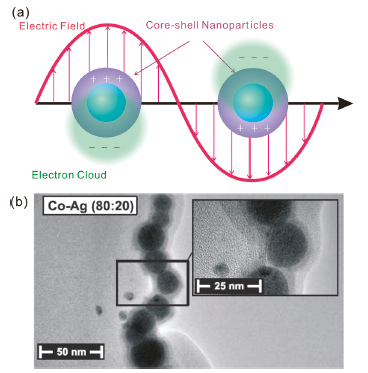 (a)
Electric Field
Core-shell Nanoparticles
+ + +
− − −
− − −
+ + +
Electron Cloud
(b)
Co-Ag (80:20)
25 nm
50 nm